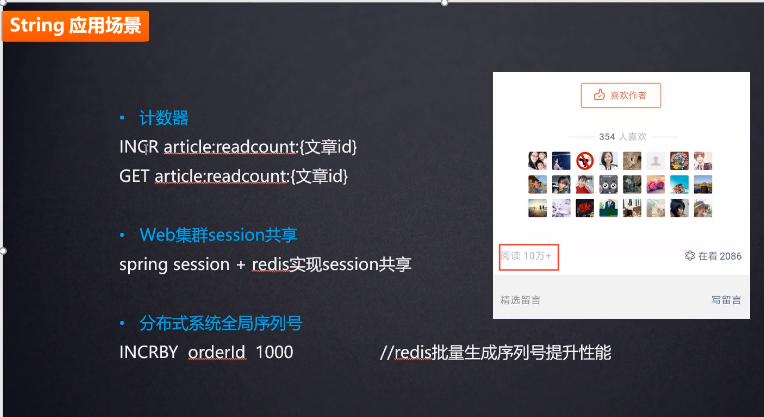 String 应用场景
• 计数器
INCR article:readcount:{文章id}
GET article:readcount:{文章id}
• Web集群session共享
spring session + redis实现session共享
• 分布式系统全局序列号
INCRBY orderId 1000 //redis批量生成序列号提升性能
喜欢作者
354 人喜欢
阅读 10万+
在看 2086
精选留言
写留言